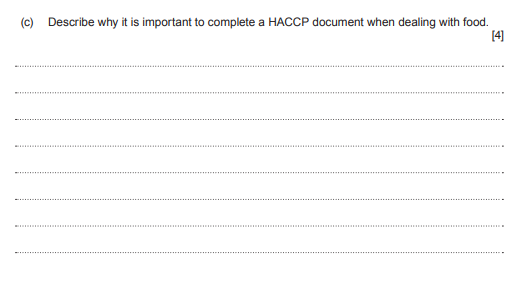 (c) Describe why it is important to complete a HACCP document when dealing with food.
[4]